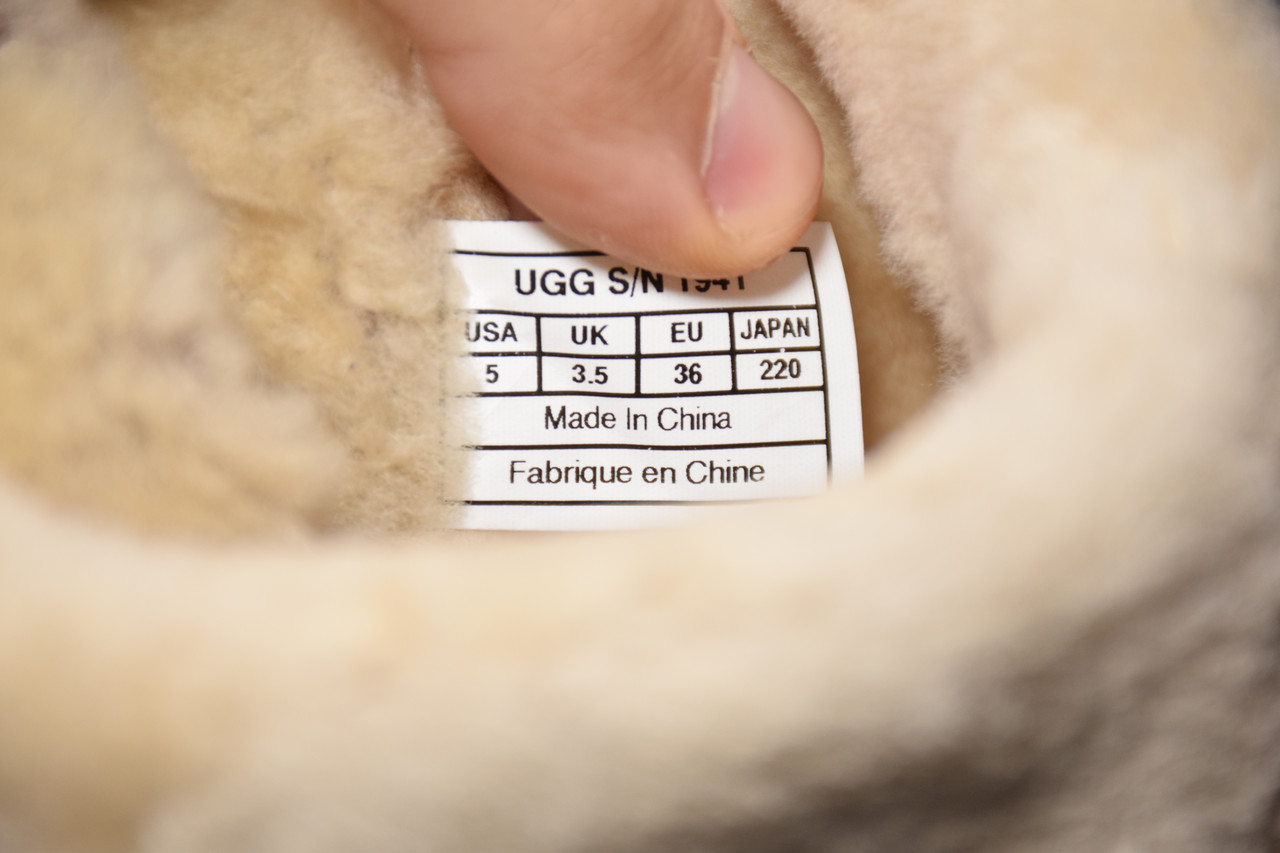 UGG S/N 1941
USA UK EU JAPAN
5 3.5 36 220
Made In China
Fabrique en Chine